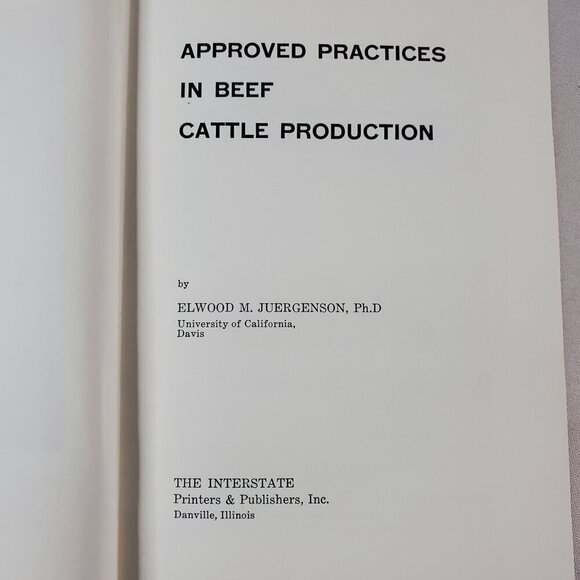 APPROVED PRACTICES
IN BEEF
CATTLE PRODUCTION
by
ELWOOD M. JUERGENSON, Ph.D
University of California,
Davis
THE INTERSTATE
Printers & Publishers, Inc.
Danville, Illinois